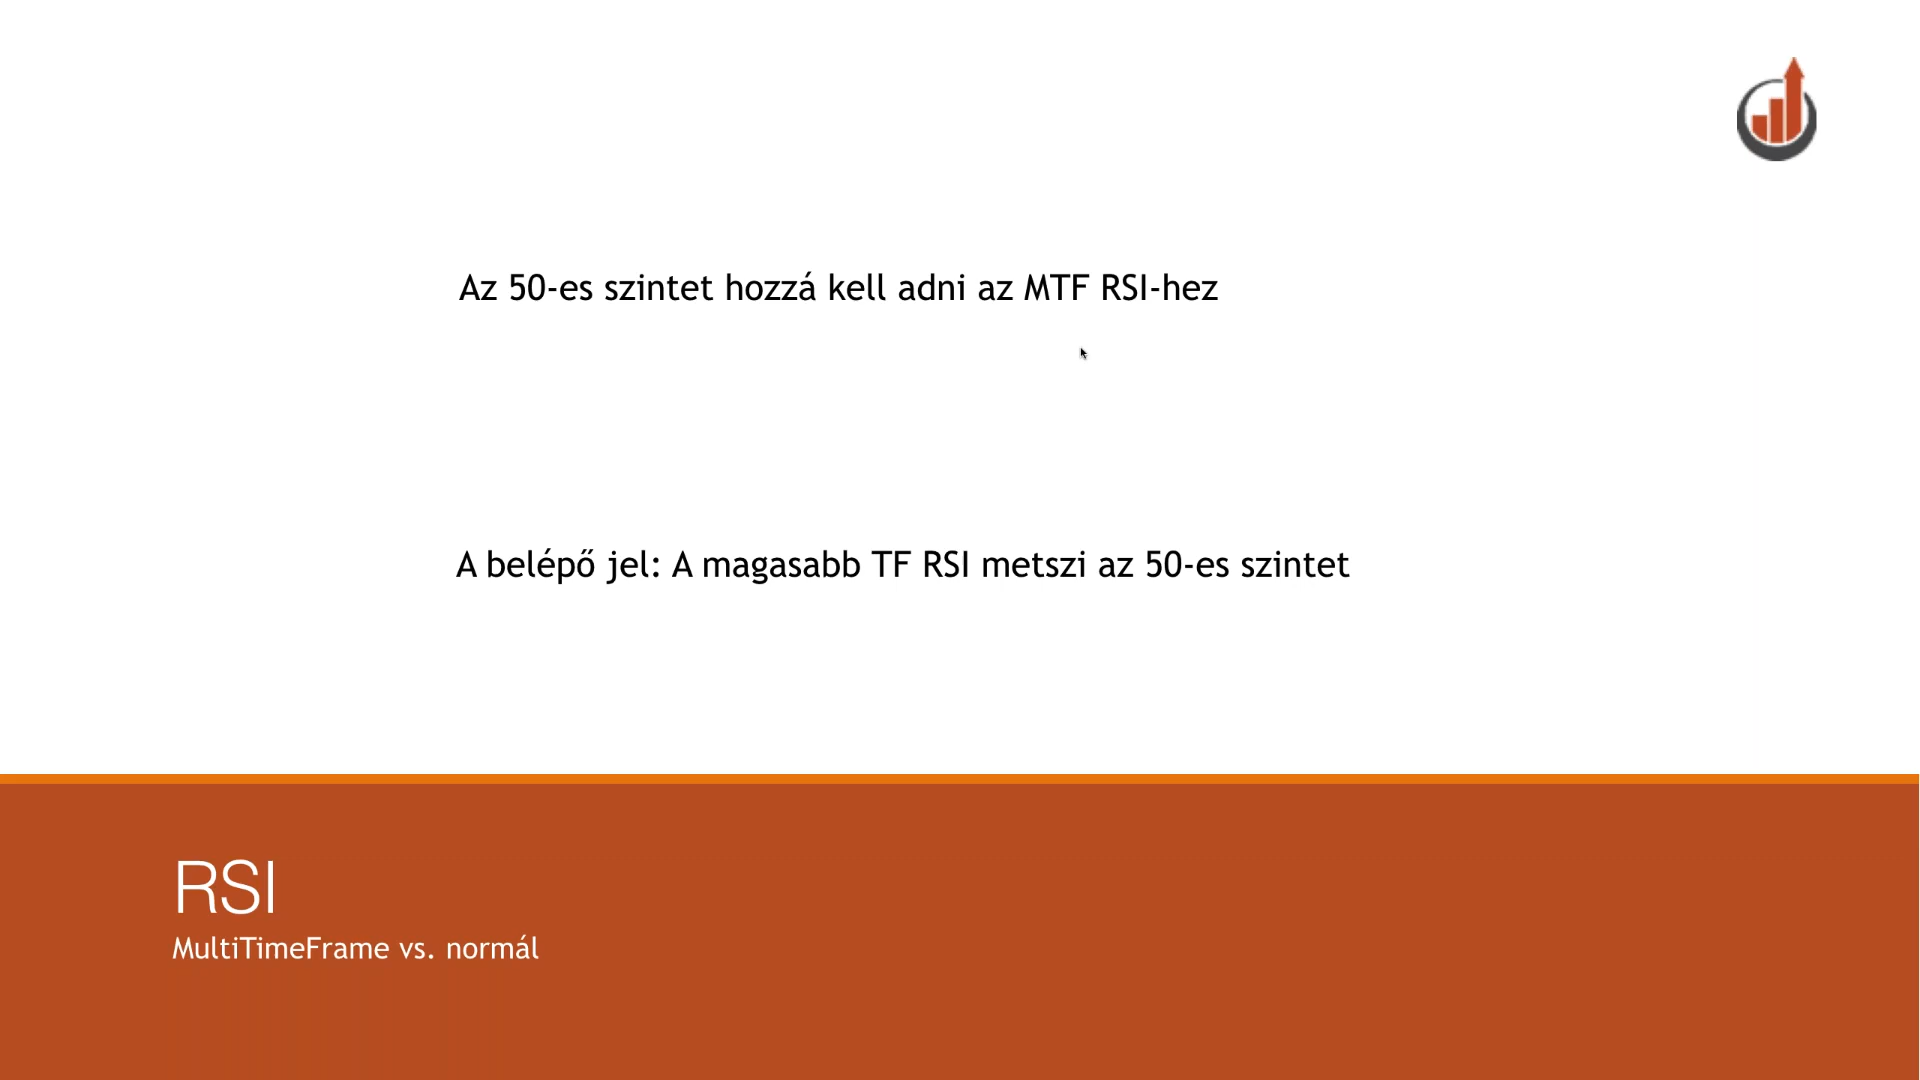 Az 50-es szintet hozzá kell adni az MTF RSI-hez
A belépő jel: A magasabb TF RSI metszi az 50-es szintet
RSI
MultiTimeFrame vs. normál